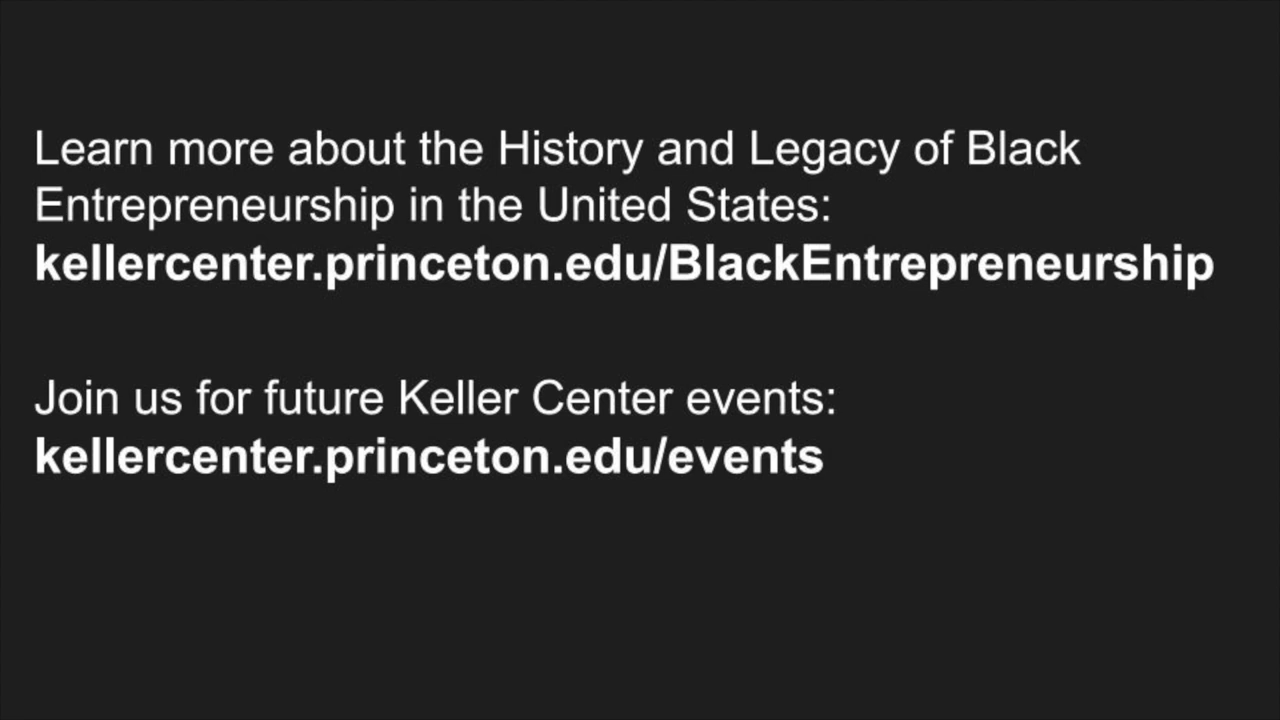 Learn more about the History and Legacy of Black
Entrepreneurship in the United States:
kellercenter.princeton.edu/BlackEntrepreneurship
Join us for future Keller Center events:
kellercenter.princeton.edu/events